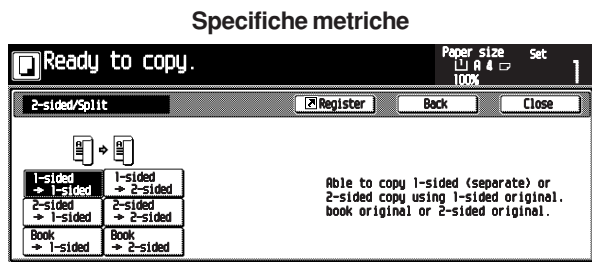 Specifiche metriche
Ready to copy.
Paper size
Set
A4
100%
1
2-sided/Split
Register
Back
Close
1-sided
➔ 1-sided
1-sided
➔ 2-sided
2-sided
➔ 1-sided
2-sided
➔ 2-sided
Book
➔ 1-sided
Book
➔ 2-sided
Able to copy 1-sided (separate) or
2-sided copy using 1-sided original,
book original or 2-sided original.